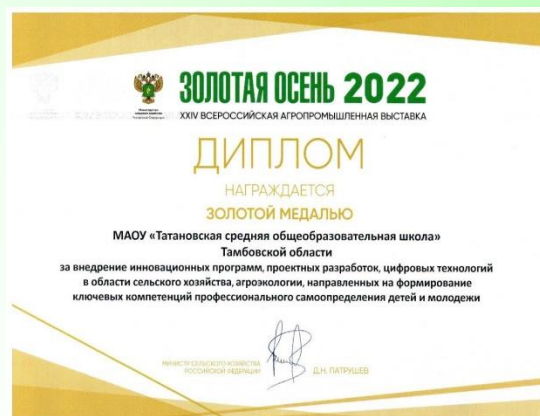 ЗОЛОТАЯ ОСЕНЬ 2022
XXIV ВСЕРОССИЙСКАЯ АГРОПРОМЫШЛЕННАЯ ВЫСТАВКА
ДИПЛОМ
НАГРАЖДАЕТСЯ
ЗОЛОТОЙ МЕДАЛЬЮ
МАОУ «Татановская средняя общеобразовательная школа»
Тамбовской области
за внедрение инновационных программ, проектных разработок, цифровых технологий
в области сельского хозяйства, агроэкологии, направленных на формирование
ключевых компетенций профессионального самоопределения детей и молодежи
МИНИСТР СЕЛЬСКОГО ХОЗЯЙСТВА
РОССИЙСКОЙ ФЕДЕРАЦИИ
Д.Н. ПАТРУШЕВ